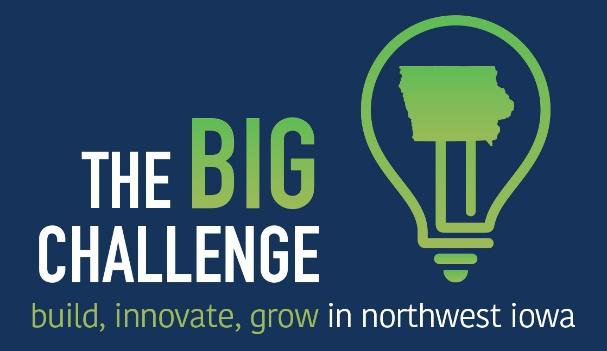 THE BIG
CHALLENGE
build, innovate, grow in northwest iowa